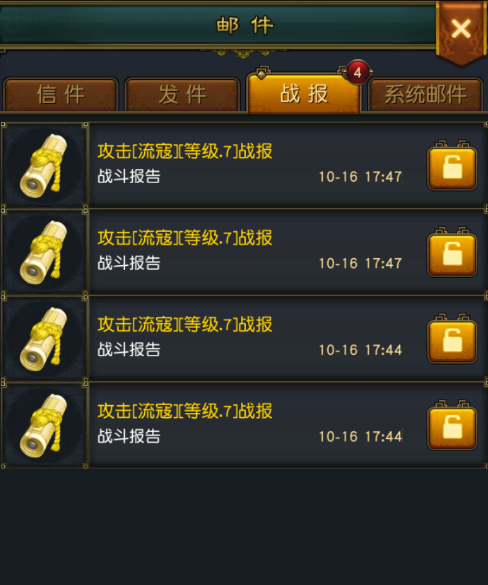 邮件
信件
发件
战报
4
系统邮件
攻击[流寇][等级.7]战报
战斗报告
10-16 17:47
攻击[流寇][等级.7]战报
战斗报告
10-16 17:47
攻击[流寇][等级.7]战报
战斗报告
10-16 17:44
攻击[流寇][等级.7]战报
战斗报告
10-16 17:44